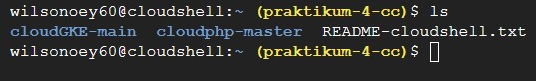 wilsonoey60@cloudshell:~ (praktikum-4-cc)$ ls
cloudGKE-main  cloudphp-master  README-cloudshell.txt
wilsonoey60@cloudshell:~ (praktikum-4-cc)$